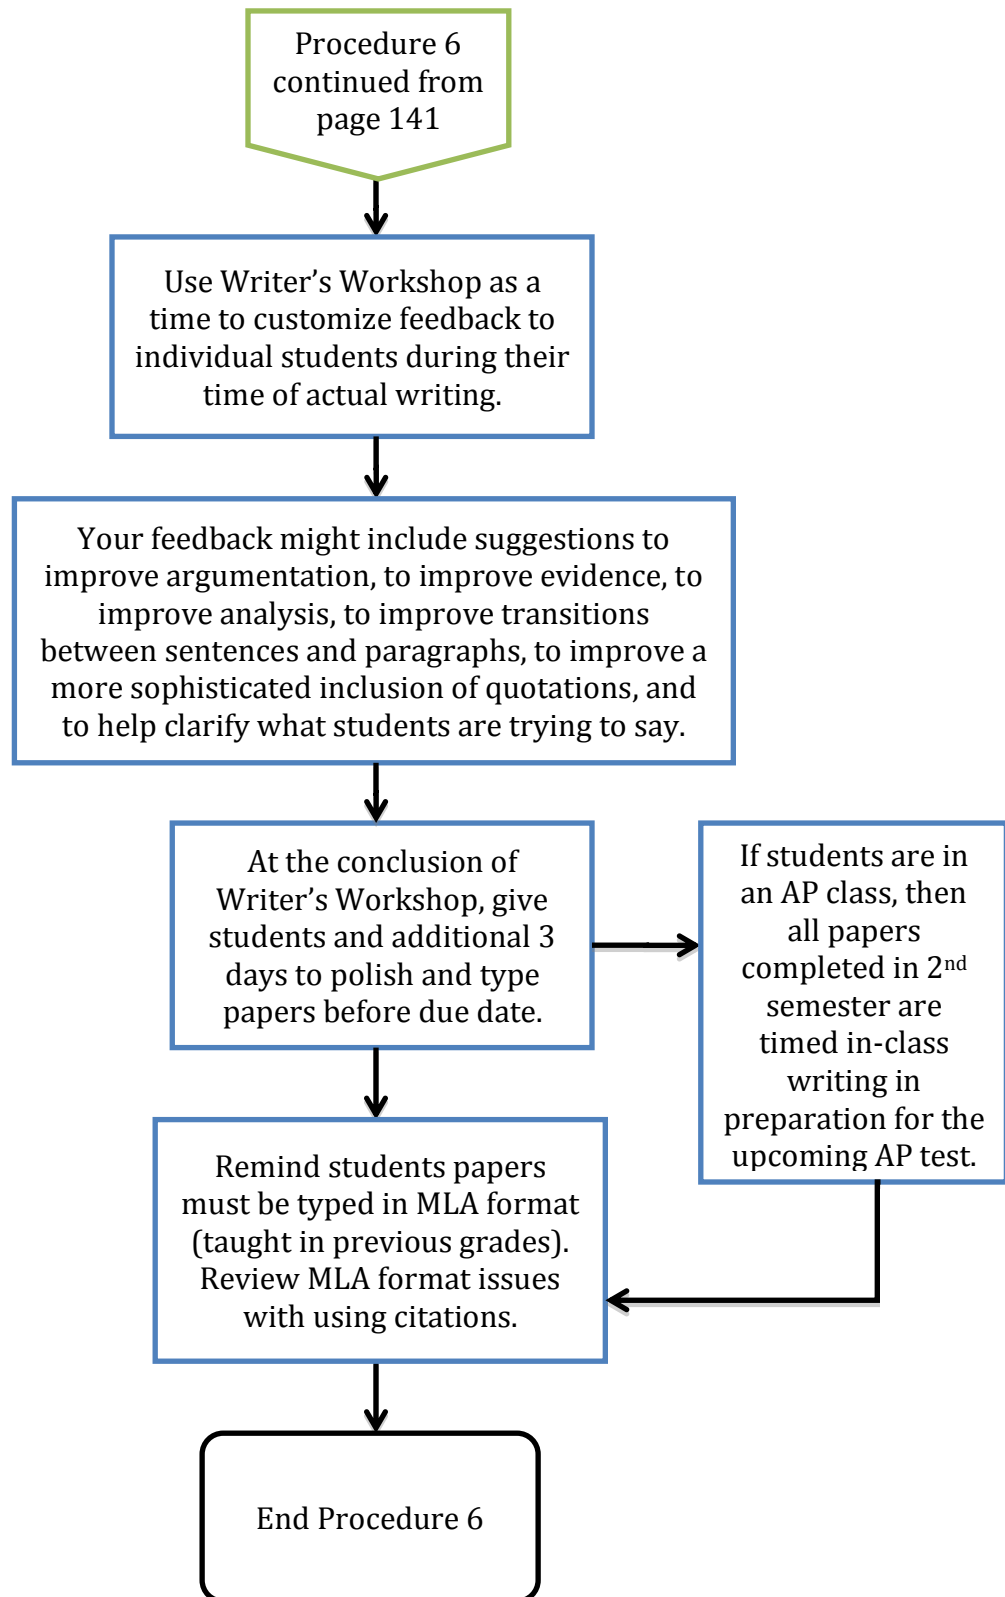 Procedure 6
continued from
page 141
Use Writer’s Workshop as a
time to customize feedback to
individual students during their
time of actual writing.
Your feedback might include suggestions to
improve argumentation, to improve evidence, to
improve analysis, to improve transitions
between sentences and paragraphs, to improve a
more sophisticated inclusion of quotations, and
to help clarify what students are trying to say.
At the conclusion of
Writer’s Workshop, give
students and additional 3
days to polish and type
papers before due date.
If students are in
an AP class, then
all papers
completed in 2nd
semester are
timed in-class
writing in
preparation for the
upcoming AP test.
Remind students papers
must be typed in MLA format
(taught in previous grades).
Review MLA format issues
with using citations.
End Procedure 6